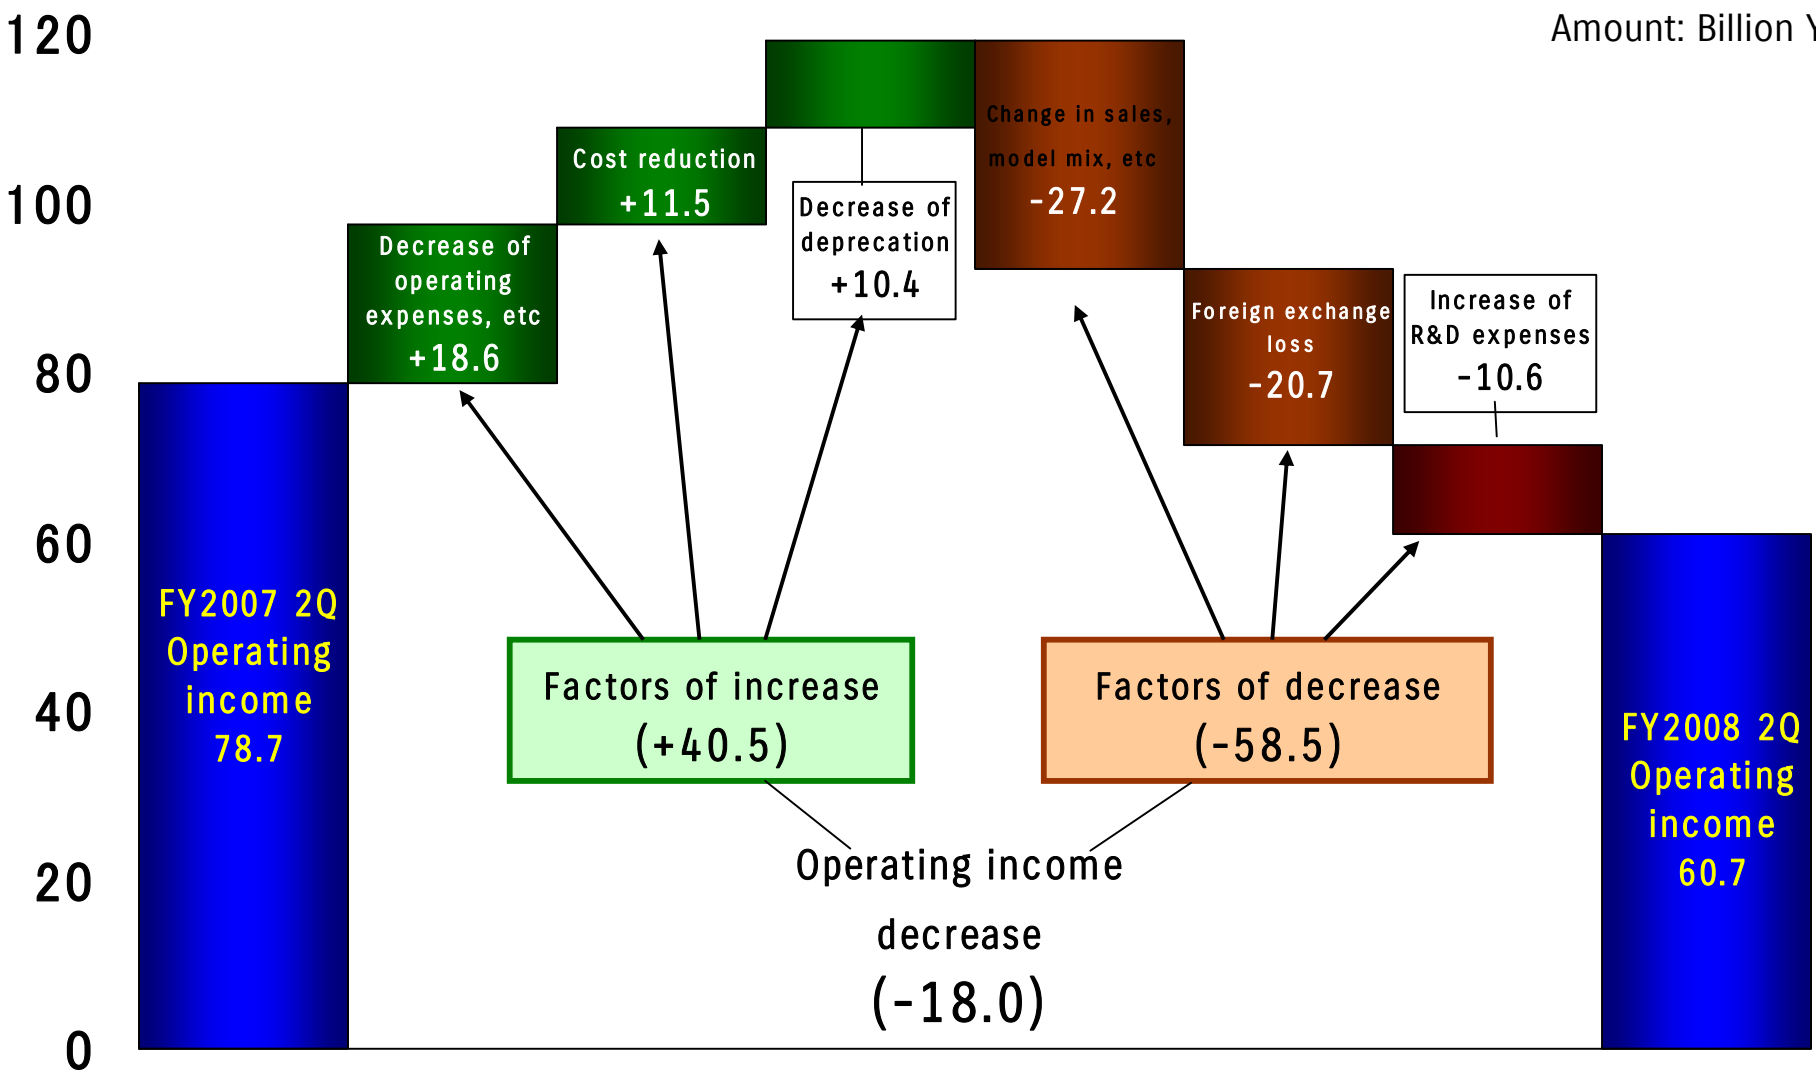 Amount: Billion Y
120
100
80
60
40
20
0
FY2007 2Q
Operating
income
78.7
Decrease of
operating
expenses, etc
+18.6
Cost reduction
+11.5
Decrease of
deprecation
+10.4
Change in sales,
model mix, etc
-27.2
Foreign exchange
loss
-20.7
Increase of
R&D expenses
-10.6
FY2008 2Q
Operating
income
60.7
Factors of increase
(+40.5)
Factors of decrease
(-58.5)
Operating income
decrease
(-18.0)